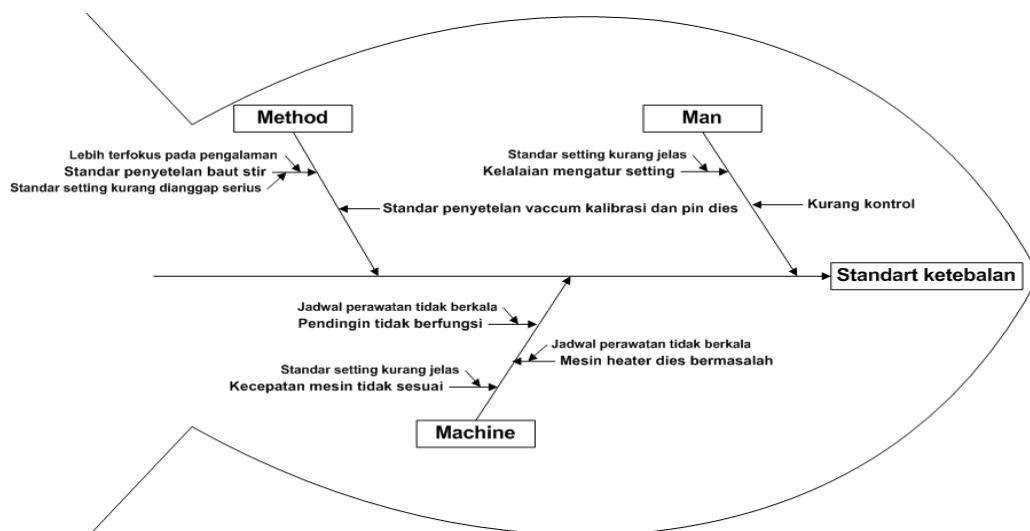 Method
Man
Lebih terfokus pada pengalaman
Standar penyetelan baut stir
Standar setting kurang dianggap serius
Standar setting kurang jelas
Kelalaian mengatur setting
Standar penyetelan vaccum kalibrasi dan pin dies
Kurang kontrol
Standart ketebalan
Jadwal perawatan tidak berkala
Pendingin tidak berfungsi
Jadwal perawatan tidak berkala
Mesin heater dies bermasalah
Standar setting kurang jelas
Kecepatan mesin tidak sesuai
Machine